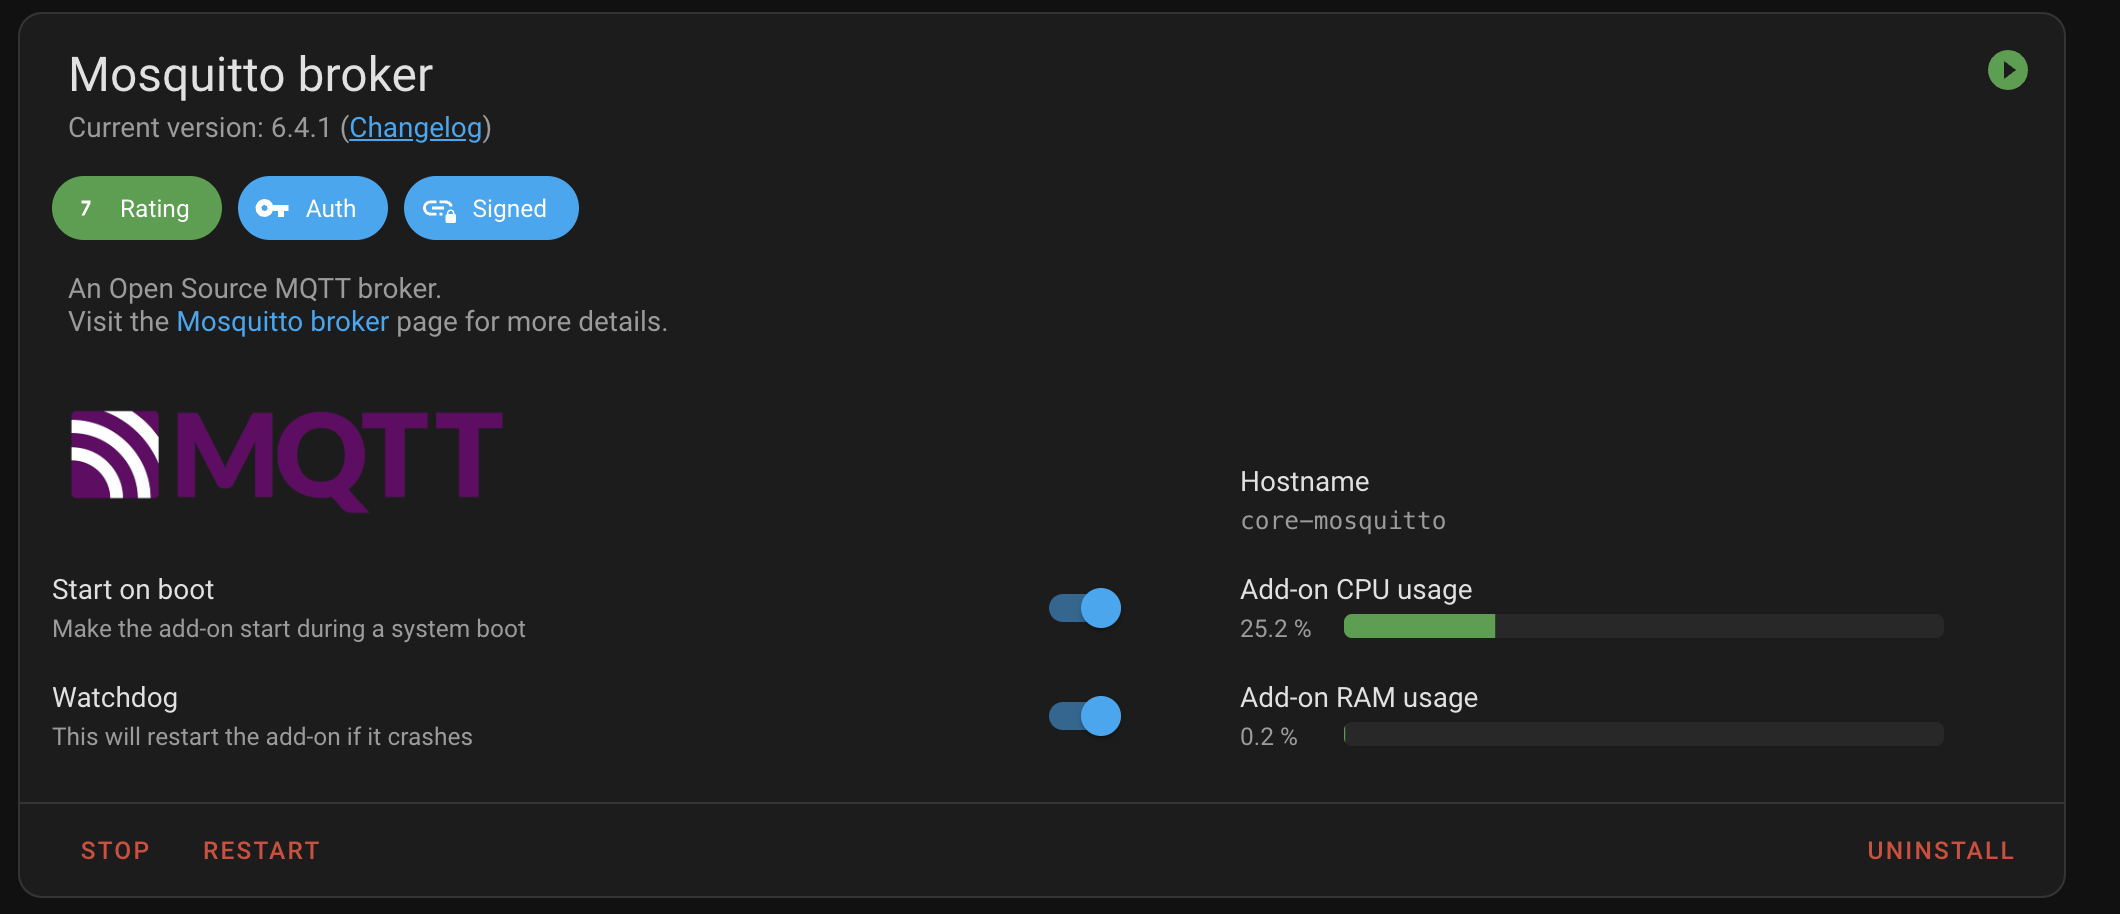 Mosquitto broker
Current version: 6.4.1 (Changelog)
7 Rating Auth Signed
An Open Source MQTT broker.
Visit the Mosquitto broker page for more details.
MQTT
Hostname
core-mosquitto
Start on boot
Make the add-on start during a system boot
Add-on CPU usage
25.2 %
Watchdog
This will restart the add-on if it crashes
Add-on RAM usage
0.2 %
STOP RESTART UNINSTALL